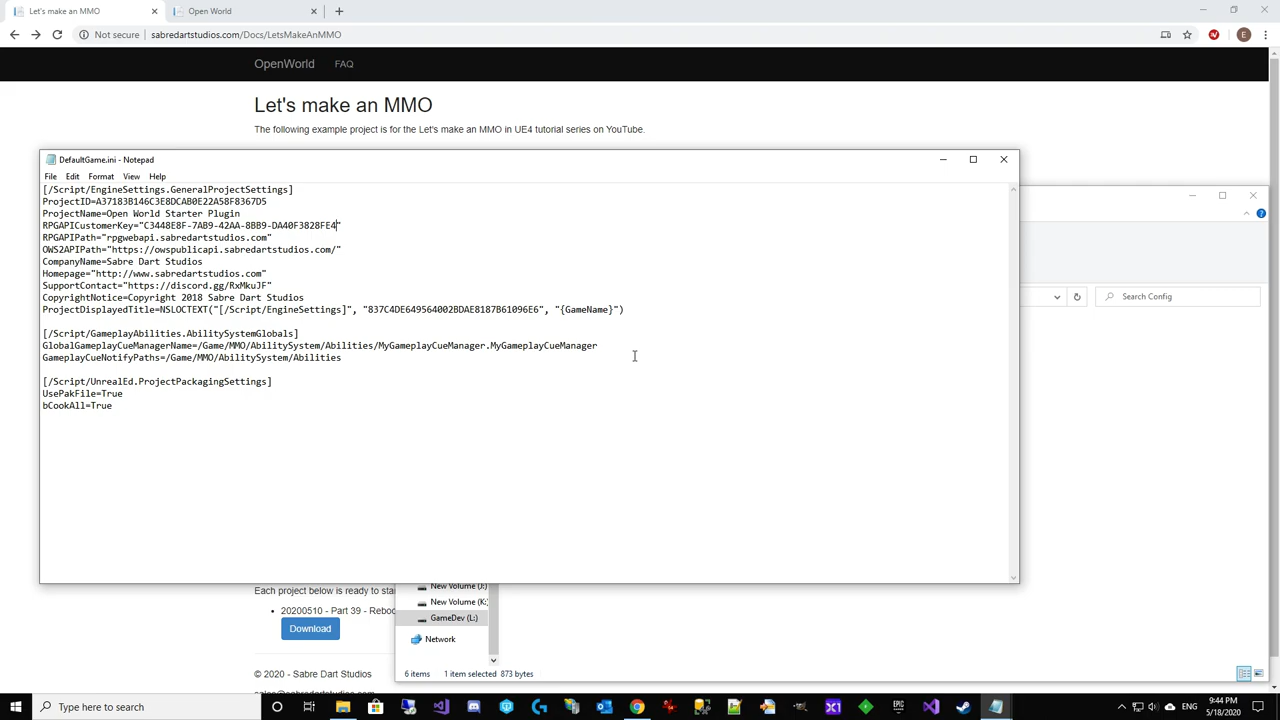 Let's make an MMO
Open World
Not secure
sabredartstudios.com/Docs/LetsMakeAnMMO
E
OpenWorld
FAQ
Let's make an MMO
The following example project is for the Let's make an MMO in UE4 tutorial series on YouTube.
DefaultGame.ini - Notepad
File Edit Format View Help
[/Script/EngineSettings.GeneralProjectSettings]
ProjectID=A37183B146C3E8DCAB0E22A58F8367D5
ProjectName=Open World Starter Plugin
RPGAPICustomerKey="C3448E8F-7AB9-42AA-8BB9-DA40F3828FE4"
RPGAPIPath="rpgwebapi.sabredartstudios.com"
OWS2APIPath="https://owspublicapi.sabredartstudios.com/"
CompanyName=Sabre Dart Studios
Homepage="http://www.sabredartstudios.com"
SupportContact="https://discord.gg/RxMkuJF"
CopyrightNotice=Copyright 2018 Sabre Dart Studios
ProjectDisplayedTitle=NSLOCTEXT("[/Script/EngineSettings]", "837C4DE649564002BDAE8187B61096E6", "{GameName}")
[/Script/GameplayAbilities.AbilitySystemGlobals]
GlobalGameplayCueManagerName=/Game/MMO/AbilitySystem/Abilities/MyGameplayCueManager.MyGameplayCueManager
GameplayCueNotifyPaths=/Game/MMO/AbilitySystem/Abilities
[/Script/UnrealEd.ProjectPackagingSettings]
UsePakFile=True
bCookAll=True
Search Config
New Volume (J:)
New Volume (K:)
GameDev (L:)
Network
6 items 1 item selected 873 bytes
Each project below is ready to sta
20200510 - Part 39 - Reboo
Download
© 2020 - Sabre Dart Studios
Type here to search
ENG
9:44 PM
5/18/2020